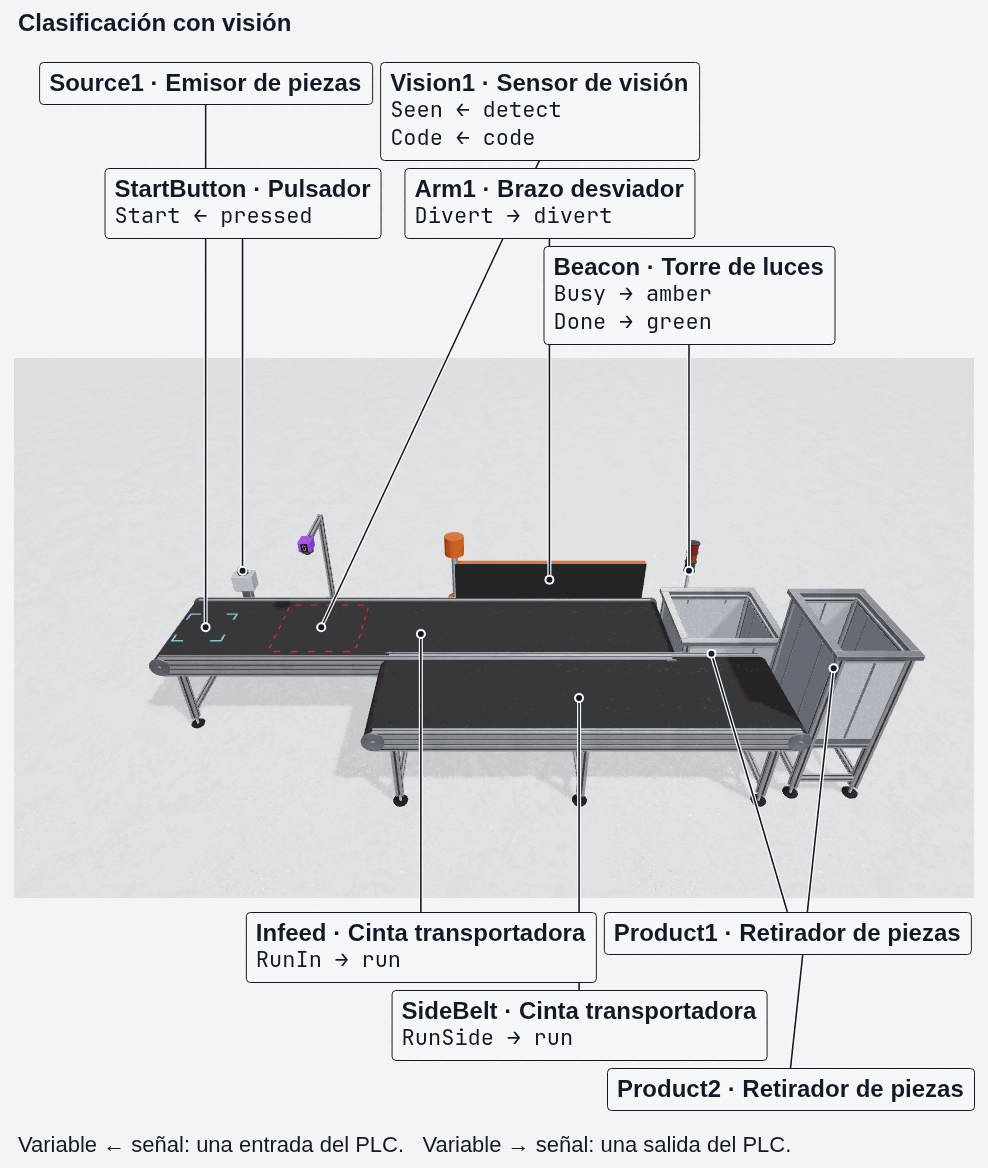 Clasificación con visión
Source1 · Emisor de piezas
Vision1 · Sensor de visión
Seen ← detect
Code ← code
StartButton · Pulsador
Start ← pressed
Arm1 · Brazo desviador
Divert → divert
Beacon · Torre de luces
Busy → amber
Done → green
Infeed · Cinta transportadora
RunIn → run
Product1 · Retirador de piezas
SideBelt · Cinta transportadora
RunSide → run
Product2 · Retirador de piezas
Variable ← señal: una entrada del PLC. Variable → señal: una salida del PLC.